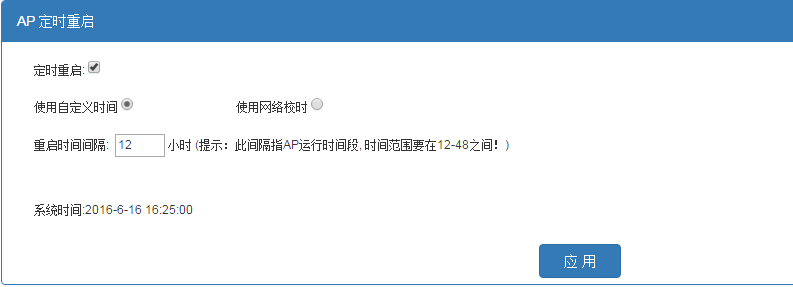 AP 定时重启
定时重启:
使用自定义时间 使用网络校时
重启时间间隔: 12 小时 (提示：此间隔指AP运行时间段, 时间范围要在12-48之间！)
系统时间:2016-6-16 16:25:00
应 用